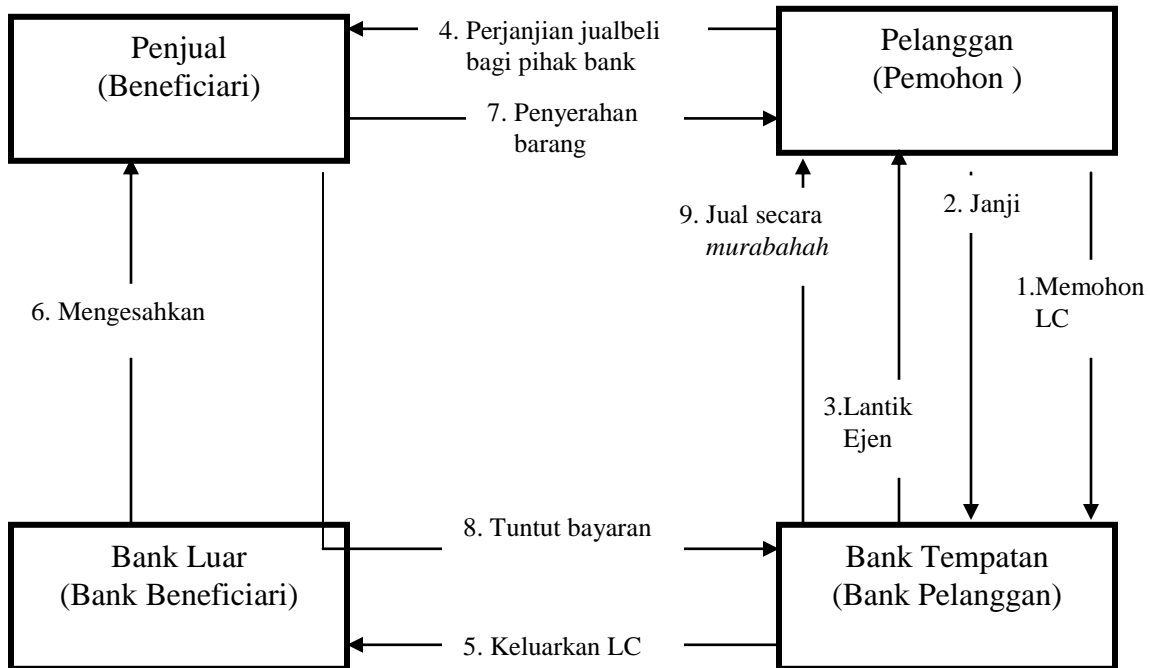 Penjual
(Beneficiari)
4. Perjanjian jualbeli
bagi pihak bank
Pelanggan
(Pemohon )
7. Penyerahan
barang
9. Jual secara
murabahah
2. Janji
6. Mengesahkan
1.Memohon
LC
3.Lantik
Ejen
8. Tuntut bayaran
Bank Luar
(Bank Beneficiari)
Bank Tempatan
(Bank Pelanggan)
5. Keluarkan LC